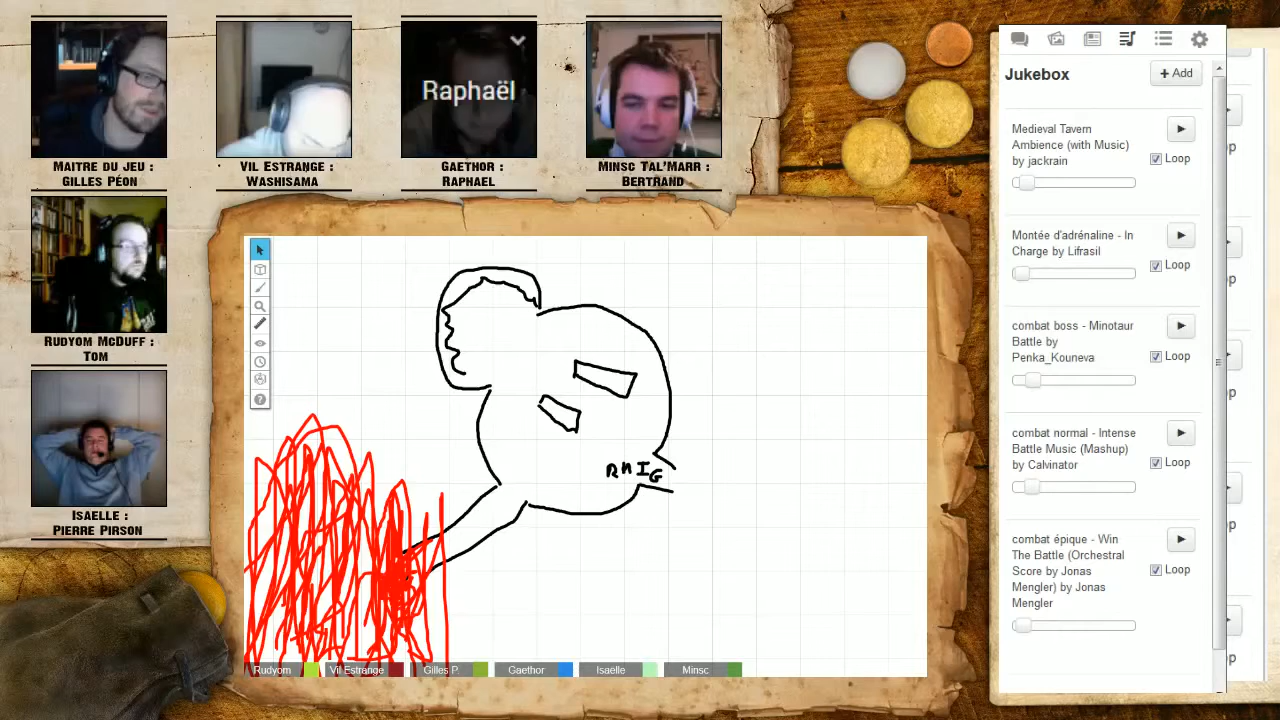 Raphaël
MAITRE DU JEU :
GILLES PÉON
VIL ESTRANGE :
WASHISAMA
GAETHOR :
RAPHAEL
MINSC TAL'MARR :
BERTRAND
RUDYOM MCDUFF :
TOM
ISAELLE :
PIERRE PIRSON
RHIG
Rudyom
Vil Estrange
Gilles P.
Gaethor
Isaelle
Minsc
Jukebox
+ Add
Medieval Tavern
Ambience (with Music)
by jackrain
Loop
Montée d'adrénaline - In
Charge by Lifrasil
Loop
combat boss - Minotaur
Battle by
Penka_Kouneva
Loop
combat normal - Intense
Battle Music (Mashup)
by Calvinator
Loop
combat épique - Win
The Battle (Orchestral
Score by Jonas
Mengler) by Jonas
Mengler
Loop